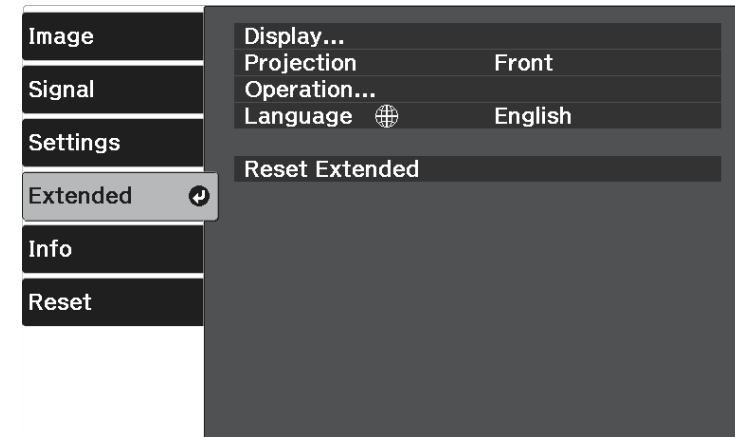 Image
Signal
Settings
Extended
Info
Reset
Display...
Projection Front
Operation...
Language English
Reset Extended